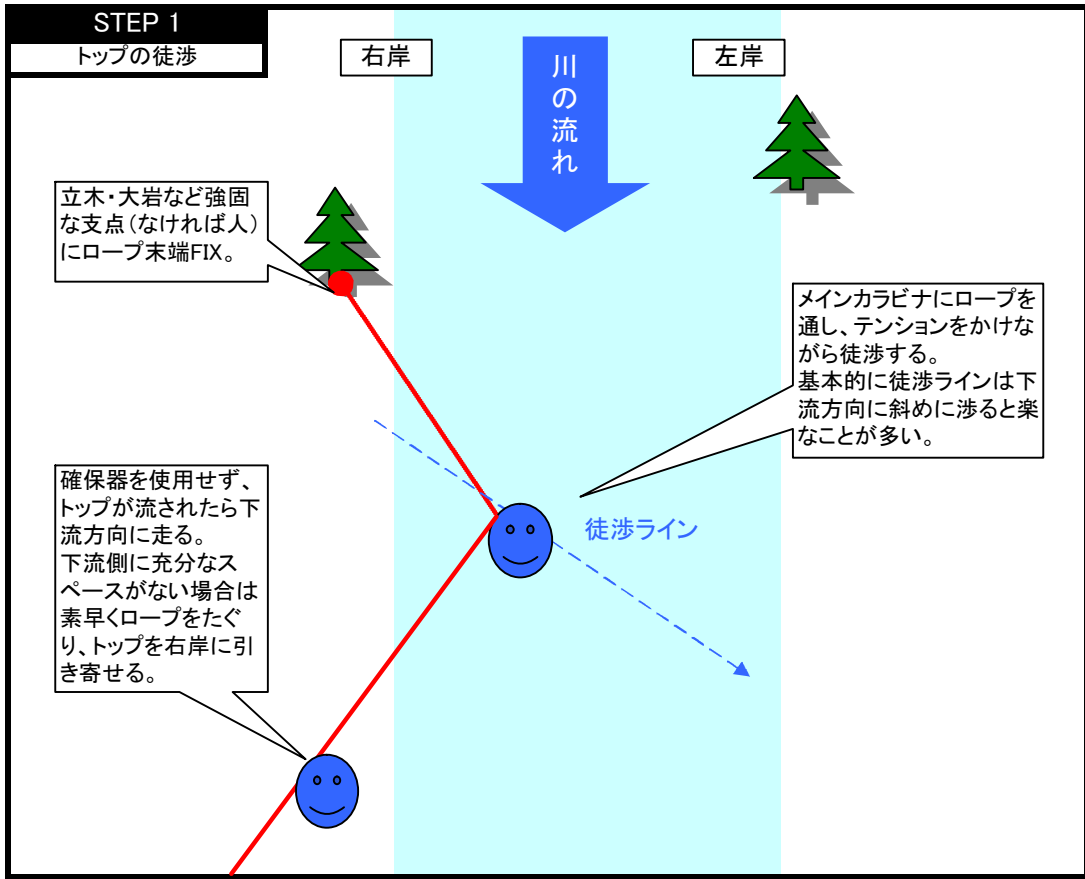 STEP 1
トップの徒渉
右岸
左岸
川の流れ
立木・大岩など強固
な支点（なければ人）
にロープ末端FIX。
メインカラビナにロープを
通し、テンションをかけな
がら徒渉する。
基本的に徒渉ラインは下
流方向に斜めに渉ると楽
なことが多い。
確保器を使用せず、
トップが流されたら下
流方向に走る。
下流側に充分なス
ペースがない場合は
素早くロープをたぐ
り、トップを右岸に引
き寄せる。
徒渉ライン